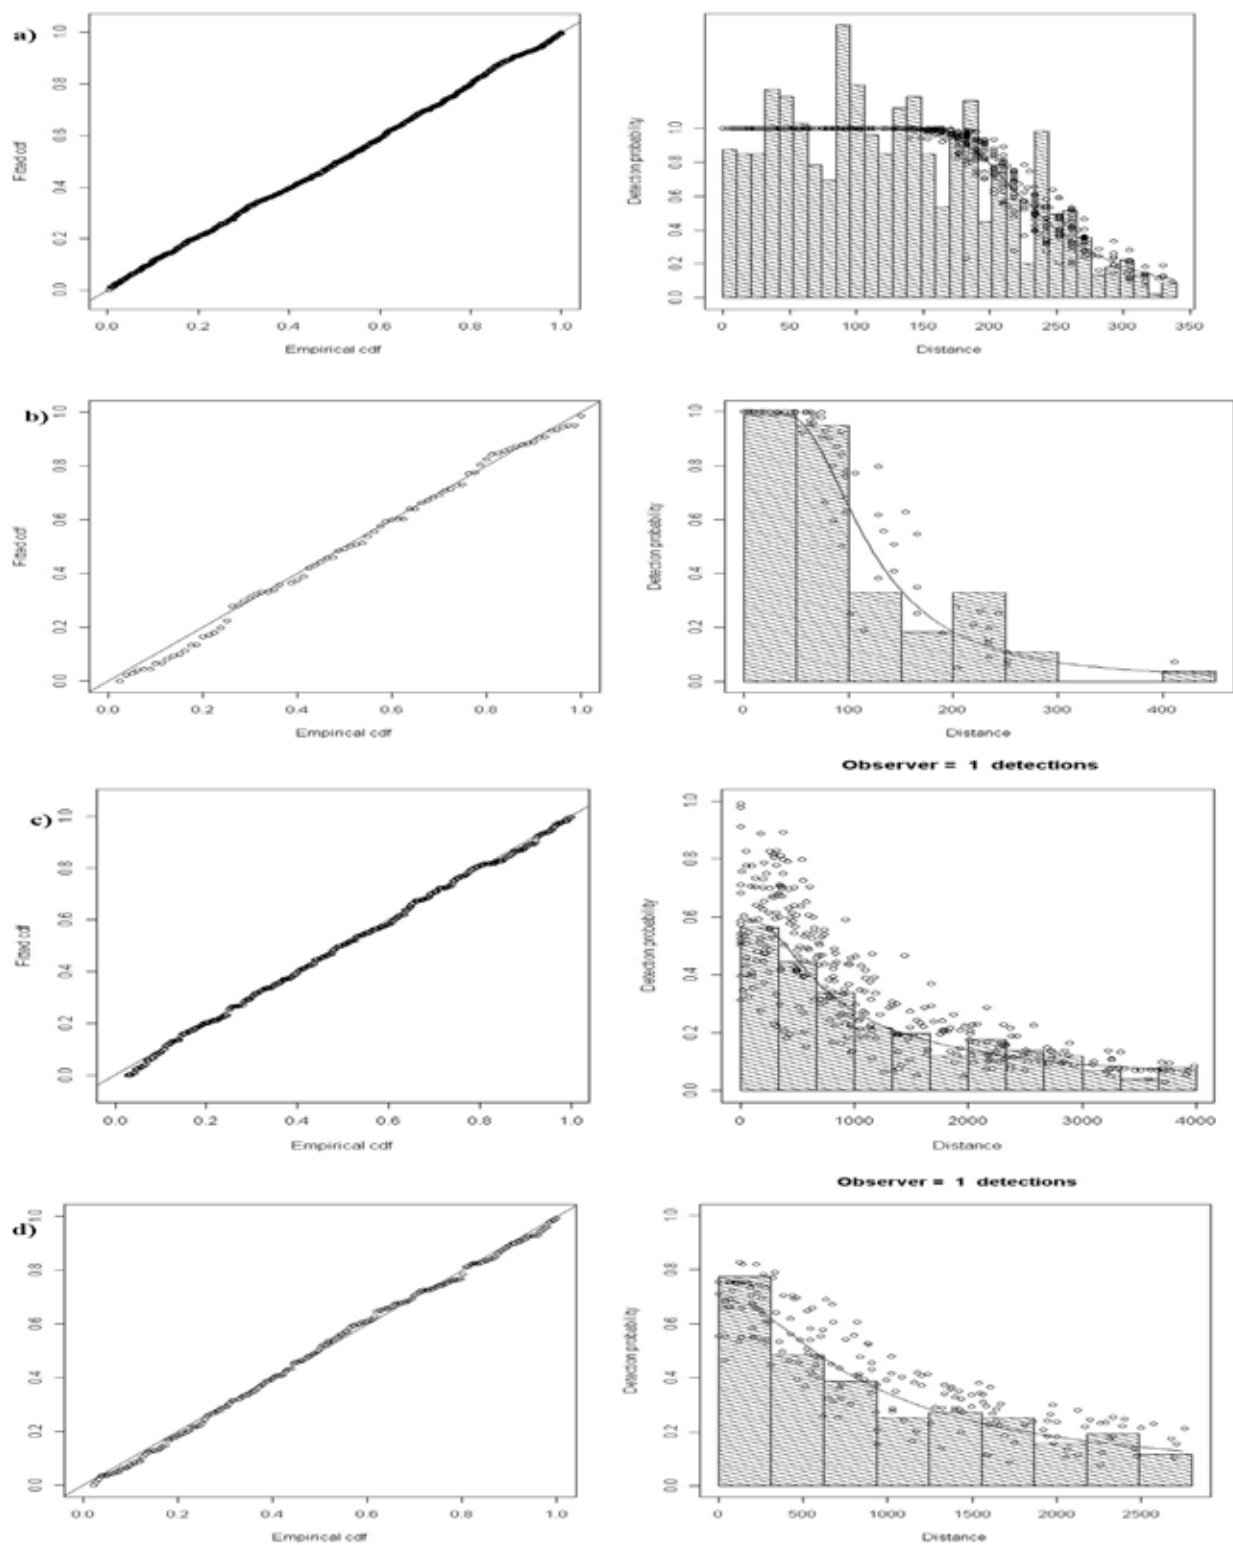 a)
Fitted cdf
1.0
0.8
0.6
0.4
0.2
0.0
0.0 0.2 0.4 0.6 0.8 1.0
Empirical cdf
Detection probability
1.0
0.8
0.6
0.4
0.2
0.0
0 50 100 150 200 250 300 350
Distance
b)
Fitted cdf
1.0
0.8
0.6
0.4
0.2
0.0
0.0 0.2 0.4 0.6 0.8 1.0
Empirical cdf
Detection probability
1.0
0.8
0.6
0.4
0.2
0.0
0 100 200 300 400
Distance
c)
Fitted cdf
1.0
0.8
0.6
0.4
0.2
0.0
0.0 0.2 0.4 0.6 0.8 1.0
Empirical cdf
Observer = 1 detections
Detection probability
1.0
0.8
0.6
0.4
0.2
0.0
0 1000 2000 3000 4000
Distance
d)
Fitted cdf
1.0
0.8
0.6
0.4
0.2
0.0
0.0 0.2 0.4 0.6 0.8 1.0
Empirical cdf
Observer = 1 detections
Detection probability
1.0
0.8
0.6
0.4
0.2
0.0
0 500 1000 1500 2000 2500
Distance